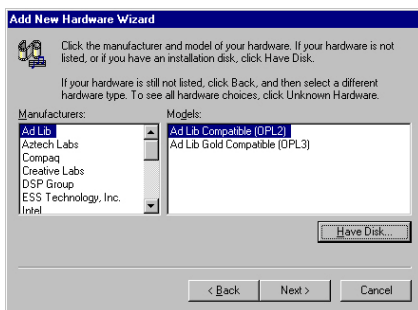 Add New Hardware Wizard
Click the manufacturer and model of your hardware. If your hardware is not
listed, or if you have an installation disk, click Have Disk.
If your hardware is still not listed, click Back, and then select a different
hardware type. To see all hardware choices, click Unknown Hardware.
Manufacturers:
Models:
Ad Lib
Aztech Labs
Compaq
Creative Labs
DSP Group
ESS Technology, Inc.
Intel
Ad Lib Compatible (OPL2)
Ad Lib Gold Compatible (OPL3)
Have Disk...
< Back
Next >
Cancel